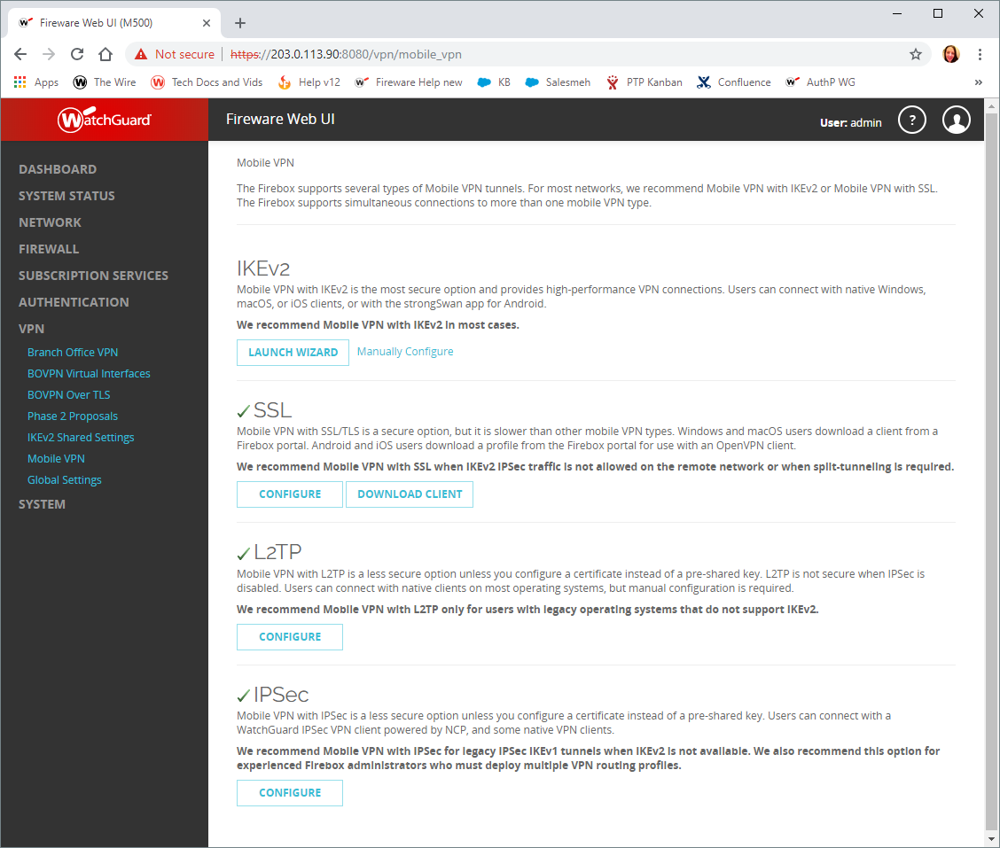 Fireware Web UI (M500)
Not secure https://203.0.113.90:8080/vpn/mobile_vpn
Apps The Wire Tech Docs and Vids Help v12 Fireware Help new KB Salesmeh PTP Kanban Confluence AuthP WG »
WatchGuard Fireware Web UI User: admin ?
DASHBOARD
SYSTEM STATUS
NETWORK
FIREWALL
SUBSCRIPTION SERVICES
AUTHENTICATION
VPN
Branch Office VPN
BOVPN Virtual Interfaces
BOVPN Over TLS
Phase 2 Proposals
IKEv2 Shared Settings
Mobile VPN
Global Settings
SYSTEM
Mobile VPN
The Firebox supports several types of Mobile VPN tunnels. For most networks, we recommend Mobile VPN with IKEv2 or Mobile VPN with SSL.
The Firebox supports simultaneous connections to more than one mobile VPN type.
IKEv2
Mobile VPN with IKEv2 is the most secure option and provides high-performance VPN connections. Users can connect with native Windows,
macOS, or iOS clients, or with the strongSwan app for Android.
We recommend Mobile VPN with IKEv2 in most cases.
LAUNCH WIZARD Manually Configure
SSL
Mobile VPN with SSL/TLS is a secure option, but it is slower than other mobile VPN types. Windows and macOS users download a client from a
Firebox portal. Android and iOS users download a profile from the Firebox portal for use with an OpenVPN client.
We recommend Mobile VPN with SSL when IKEv2 IPSec traffic is not allowed on the remote network or when split-tunneling is required.
CONFIGURE DOWNLOAD CLIENT
L2TP
Mobile VPN with L2TP is a less secure option unless you configure a certificate instead of a pre-shared key. L2TP is not secure when IPSec is
disabled. Users can connect with native clients on most operating systems, but manual configuration is required.
We recommend Mobile VPN with L2TP only for users with legacy operating systems that do not support IKEv2.
CONFIGURE
IPSec
Mobile VPN with IPSec is a less secure option unless you configure a certificate instead of a pre-shared key. Users can connect with a
WatchGuard IPSec VPN client powered by NCP, and some native VPN clients.
We recommend Mobile VPN with IPSec for legacy IPSec IKEv1 tunnels when IKEv2 is not available. We also recommend this option for
experienced Firebox administrators who must deploy multiple VPN routing profiles.
CONFIGURE